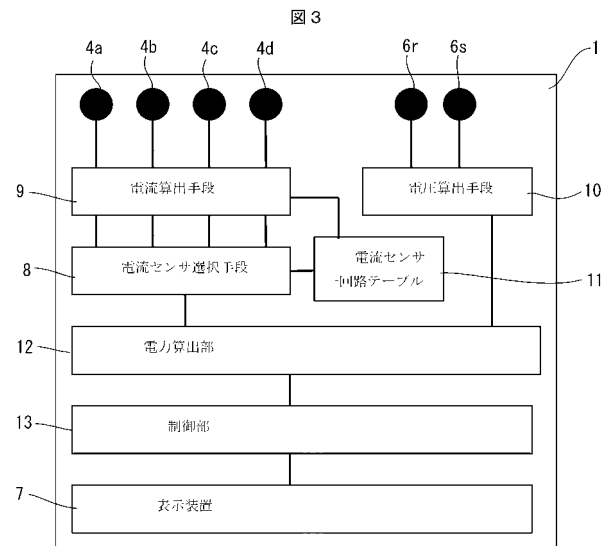 図３
4a 4b 4c 4d 6r 6s 1
9 電流算出手段 電圧算出手段 10
8 電流センサ選択手段 電流センサ
-回路テーブル 11
12 電力算出部
13 制御部
7 表示装置